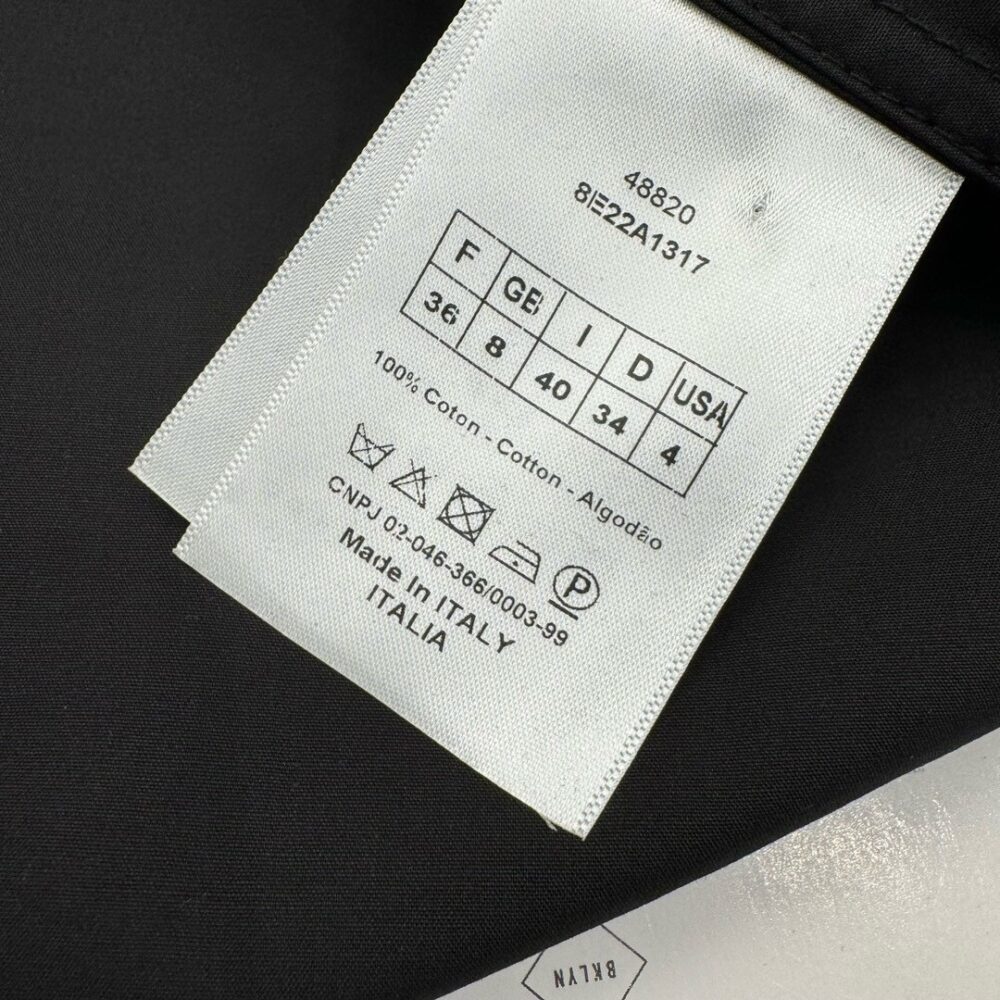 48820
8E22A1317
F GB I D USA
36 8 40 34 4
100% Coton - Cotton - Algodão
P
CNPJ 02-046-366/0003-99
Made In ITALY
ITALIA
BKLYN